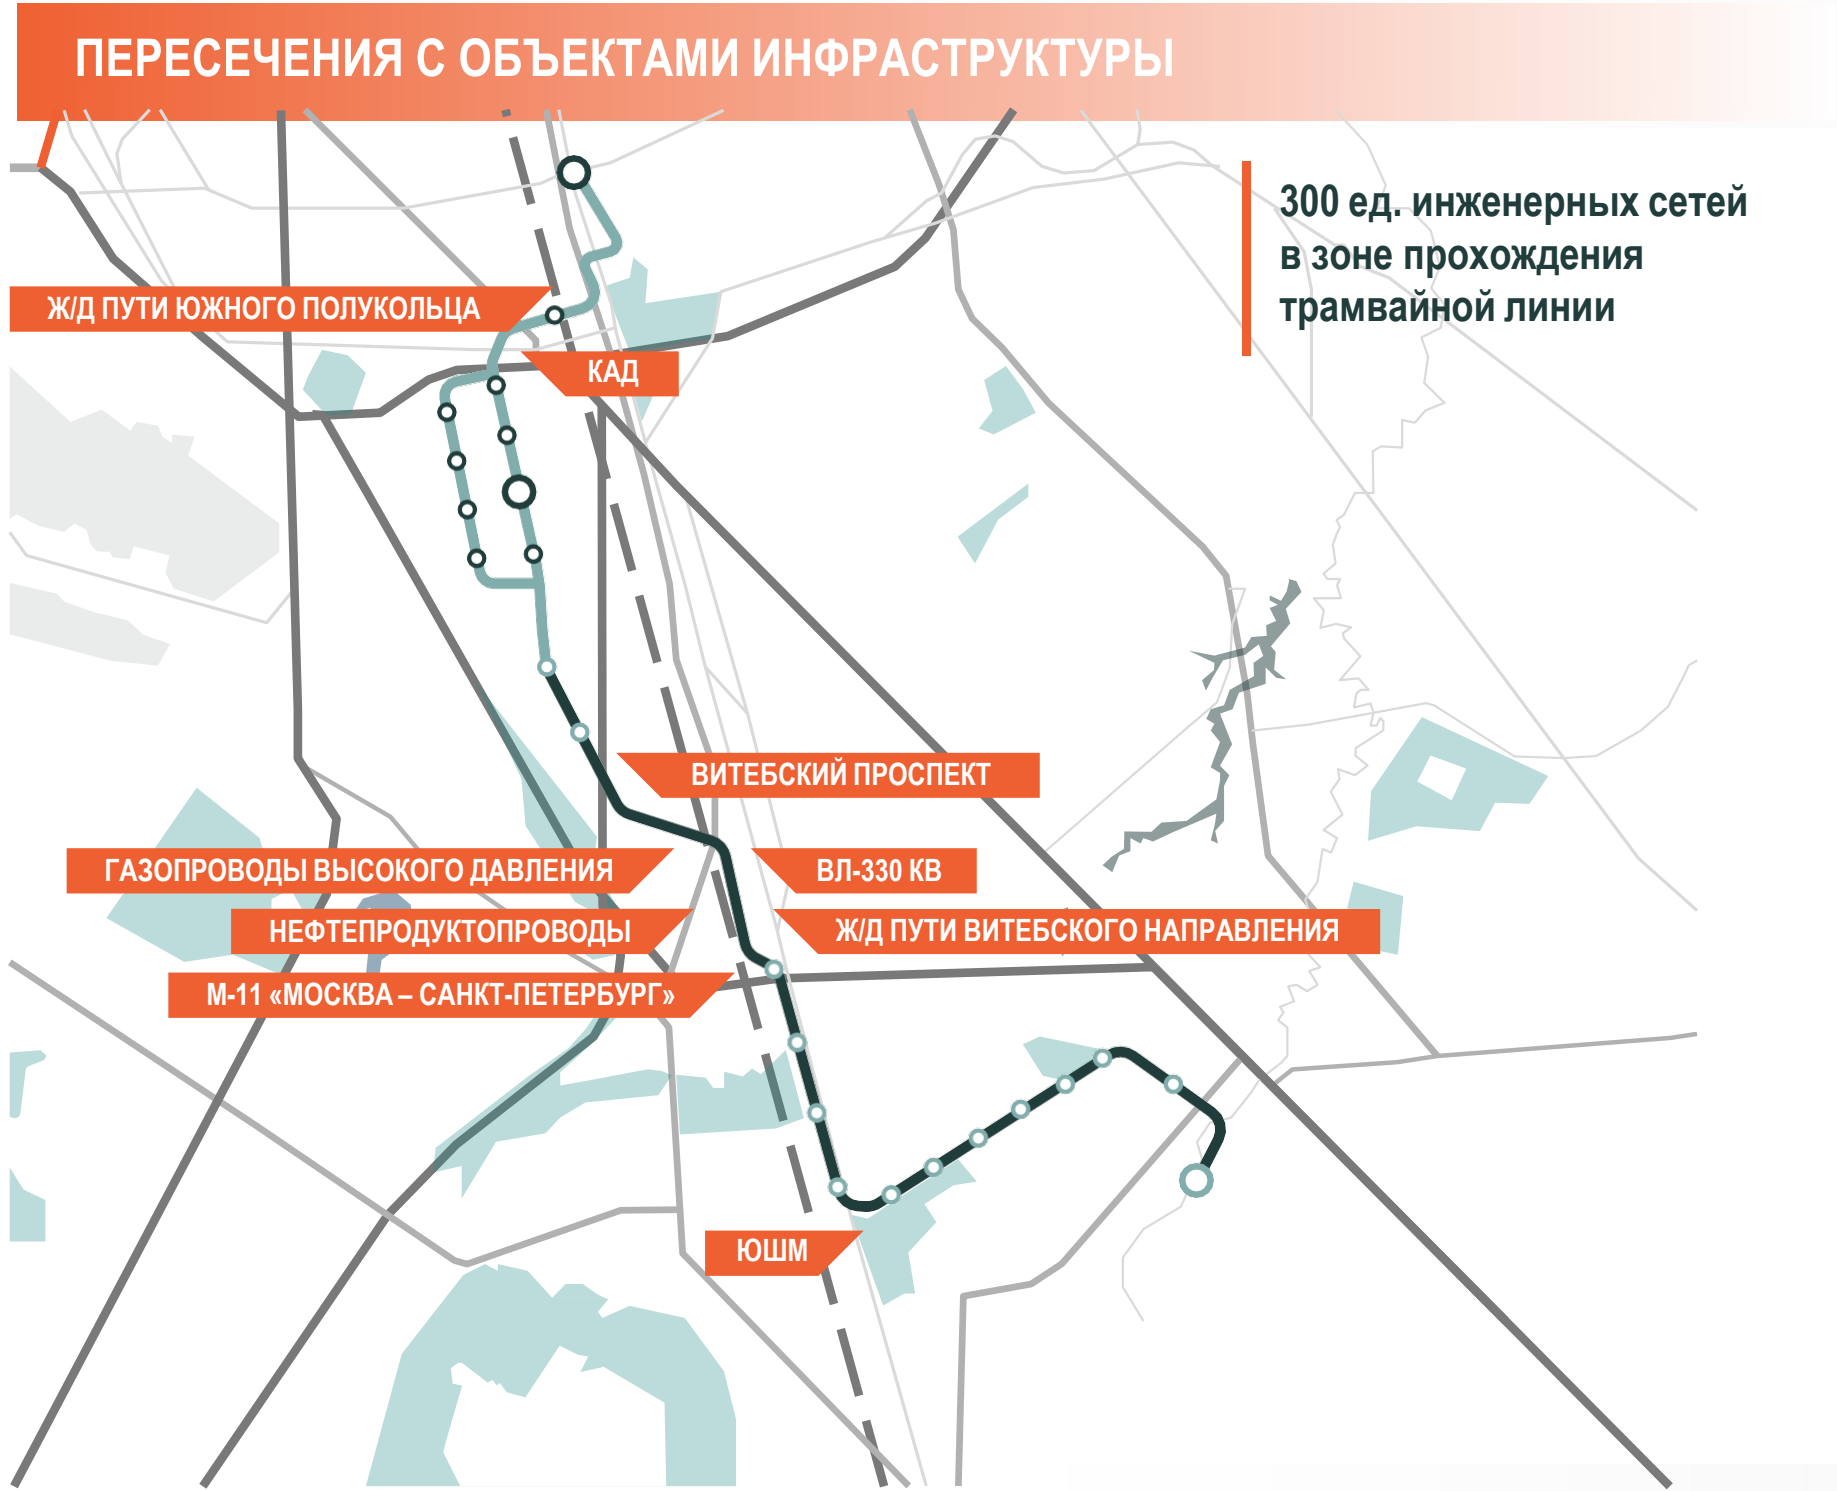 ПЕРЕСЕЧЕНИЯ С ОБЪЕКТАМИ ИНФРАСТРУКТУРЫ
300 ед. инженерных сетей
в зоне прохождения
трамвайной линии
Ж/Д ПУТИ ЮЖНОГО ПОЛУКОЛЬЦА
КАД
ВИТЕБСКИЙ ПРОСПЕКТ
ГАЗОПРОВОДЫ ВЫСОКОГО ДАВЛЕНИЯ
ВЛ-330 КВ
НЕФТЕПРОДУКТОПРОВОДЫ
Ж/Д ПУТИ ВИТЕБСКОГО НАПРАВЛЕНИЯ
М-11 «МОСКВА – САНКТ-ПЕТЕРБУРГ»
ЮШМ